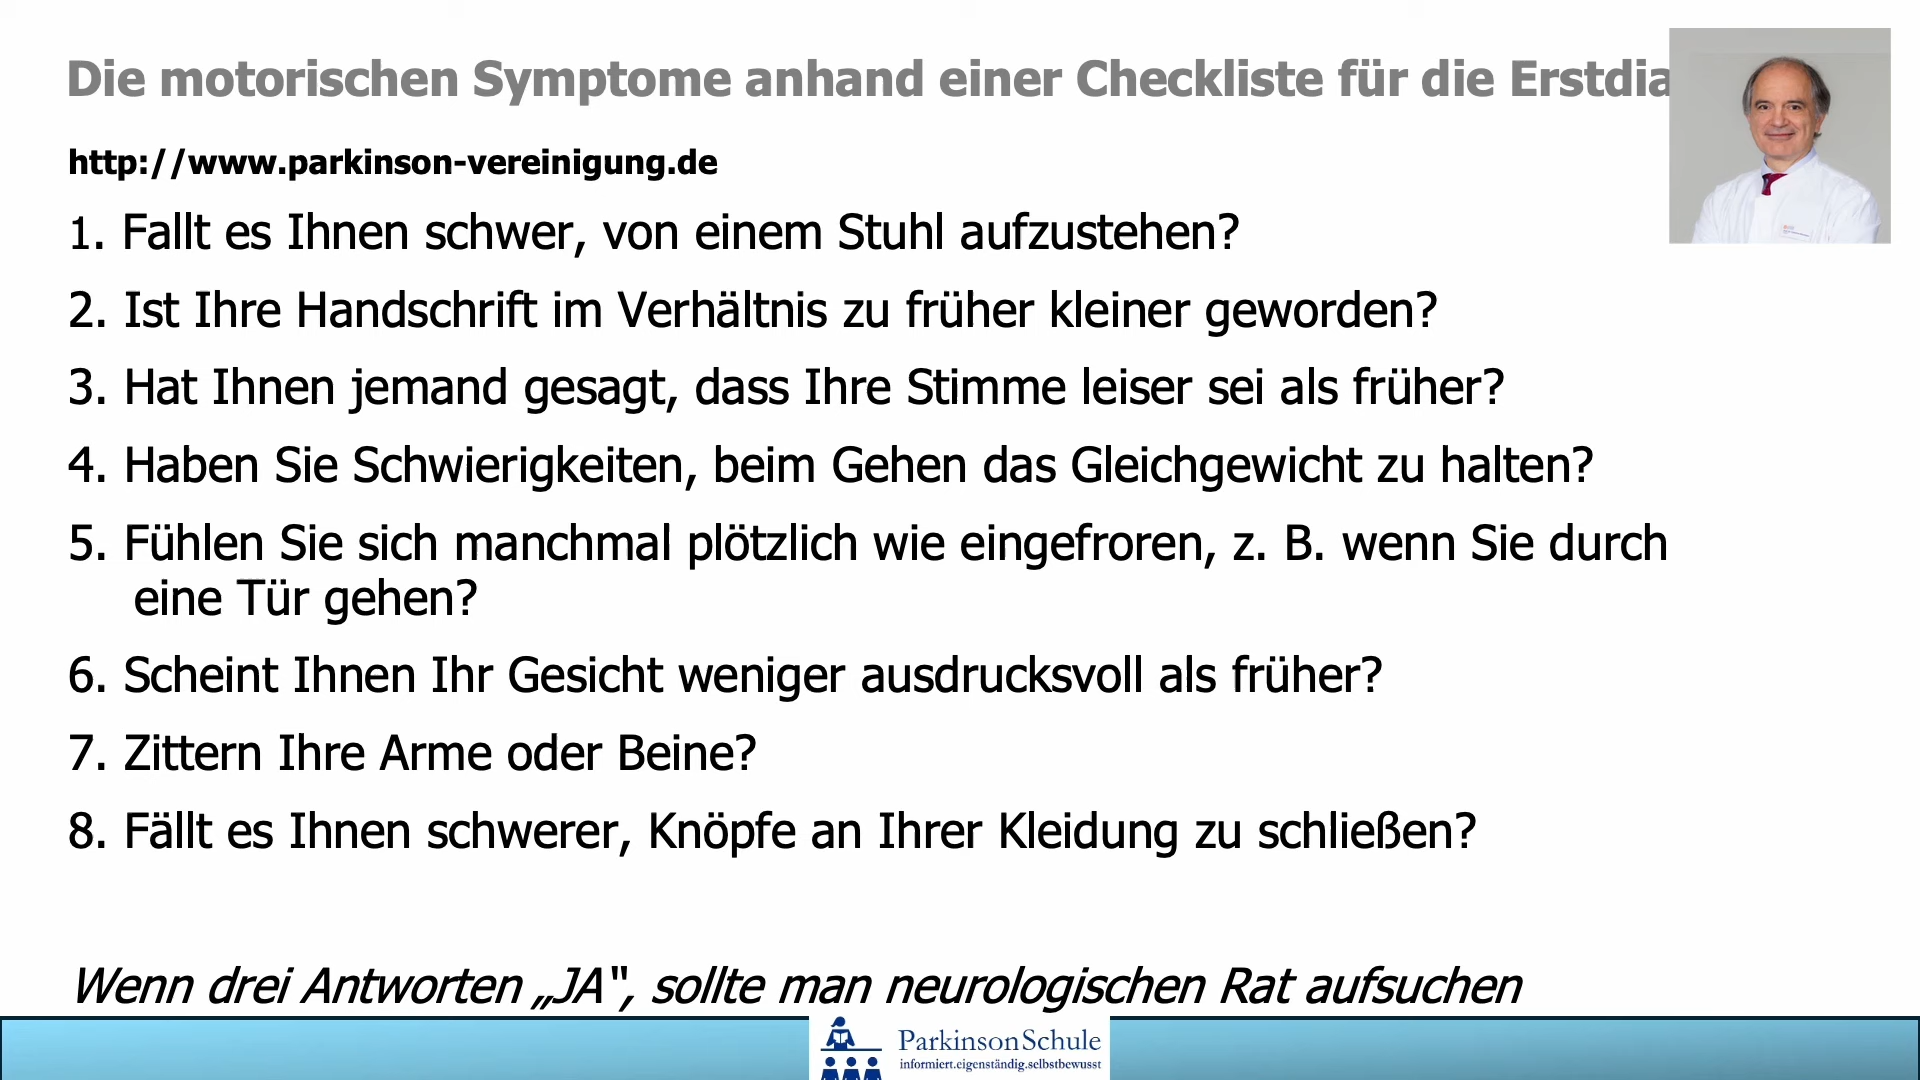 Die motorischen Symptome anhand einer Checkliste für die Erstdia
http://www.parkinson-vereinigung.de
1. Fallt es Ihnen schwer, von einem Stuhl aufzustehen?
2. Ist Ihre Handschrift im Verhältnis zu früher kleiner geworden?
3. Hat Ihnen jemand gesagt, dass Ihre Stimme leiser sei als früher?
4. Haben Sie Schwierigkeiten, beim Gehen das Gleichgewicht zu halten?
5. Fühlen Sie sich manchmal plötzlich wie eingefroren, z. B. wenn Sie durch
eine Tür gehen?
6. Scheint Ihnen Ihr Gesicht weniger ausdrucksvoll als früher?
7. Zittern Ihre Arme oder Beine?
8. Fällt es Ihnen schwerer, Knöpfe an Ihrer Kleidung zu schließen?
Wenn drei Antworten „JA“, sollte man neurologischen Rat aufsuchen
ParkinsonSchule
informiert.eigenständig.selbstbewusst